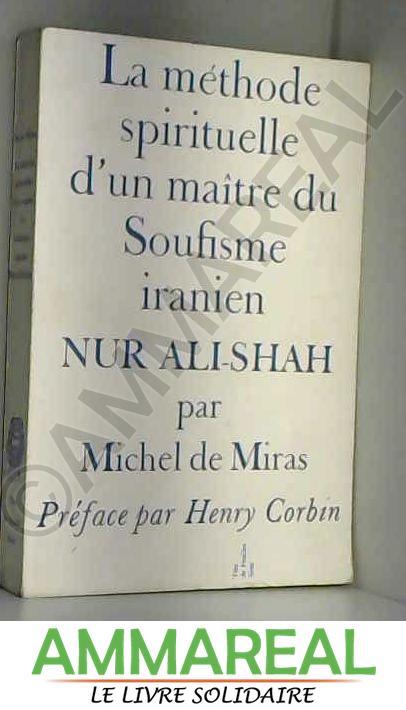 La méthode
spirituelle
d'un maître du
Soufisme
iranien
NUR ALI-SHAH
par
Michel de Miras
Préface par Henry Corbin
©AMMAREAL
AMMAREAL
LE LIVRE SOLIDAIRE